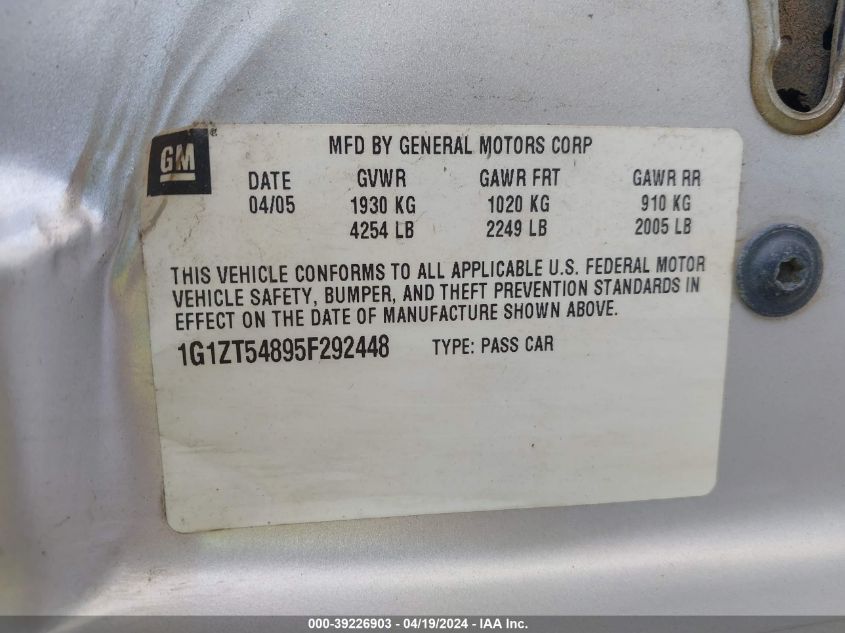 GM
MFD BY GENERAL MOTORS CORP
DATE GVWR GAWR FRT GAWR RR
04/05 1930 KG 1020 KG 910 KG
4254 LB 2249 LB 2005 LB
THIS VEHICLE CONFORMS TO ALL APPLICABLE U.S. FEDERAL MOTOR
VEHICLE SAFETY, BUMPER, AND THEFT PREVENTION STANDARDS IN
EFFECT ON THE DATE OF MANUFACTURE SHOWN ABOVE.
1G1ZT54895F292448 TYPE: PASS CAR
000-39226903 - 04/19/2024 - IAA Inc.